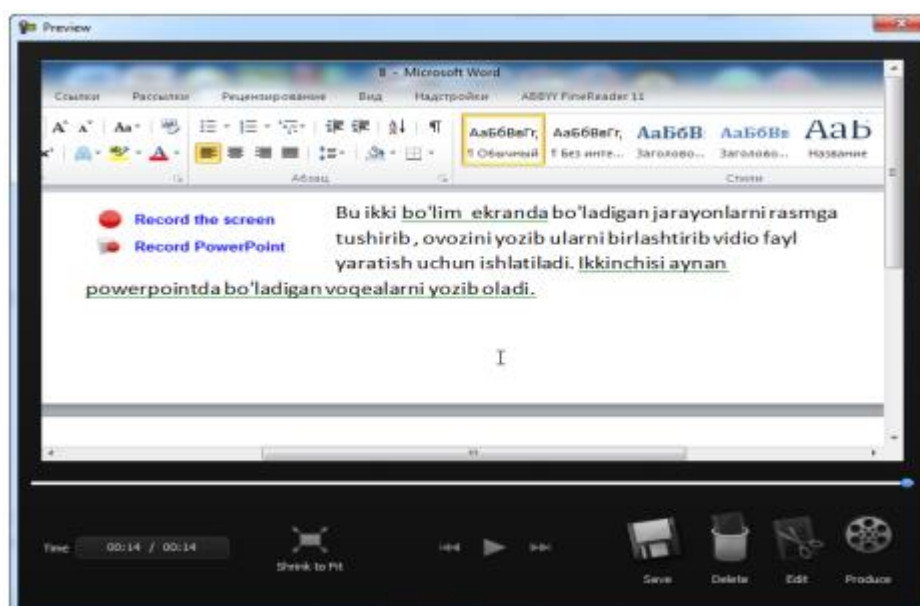 Preview
B - Microsoft Word
Ссылки Рассылки Рецензирование Вид Надстройки ABBYY FineReader 11
АаБбВвГг, АаБбВвГг, АаБбВ АаБбВв Ааb
¶ Обычный ¶ Без инте... Заголово... Заголово... Название
Абзац Стили
Record the screen
Record PowerPoint
Bu ikki bo'lim ekranda bo'ladigan jarayonlarni rasmga
tushirib , ovozini yozib ularni birlashtirib vidio fayl
yaratish uchun ishlatiladi. Ikkinchisi aynan
powerpointda bo'ladigan voqealarni yozib oladi.
Time 00:14 / 00:14
Shrink to Fit
Save Delete Edit Produce